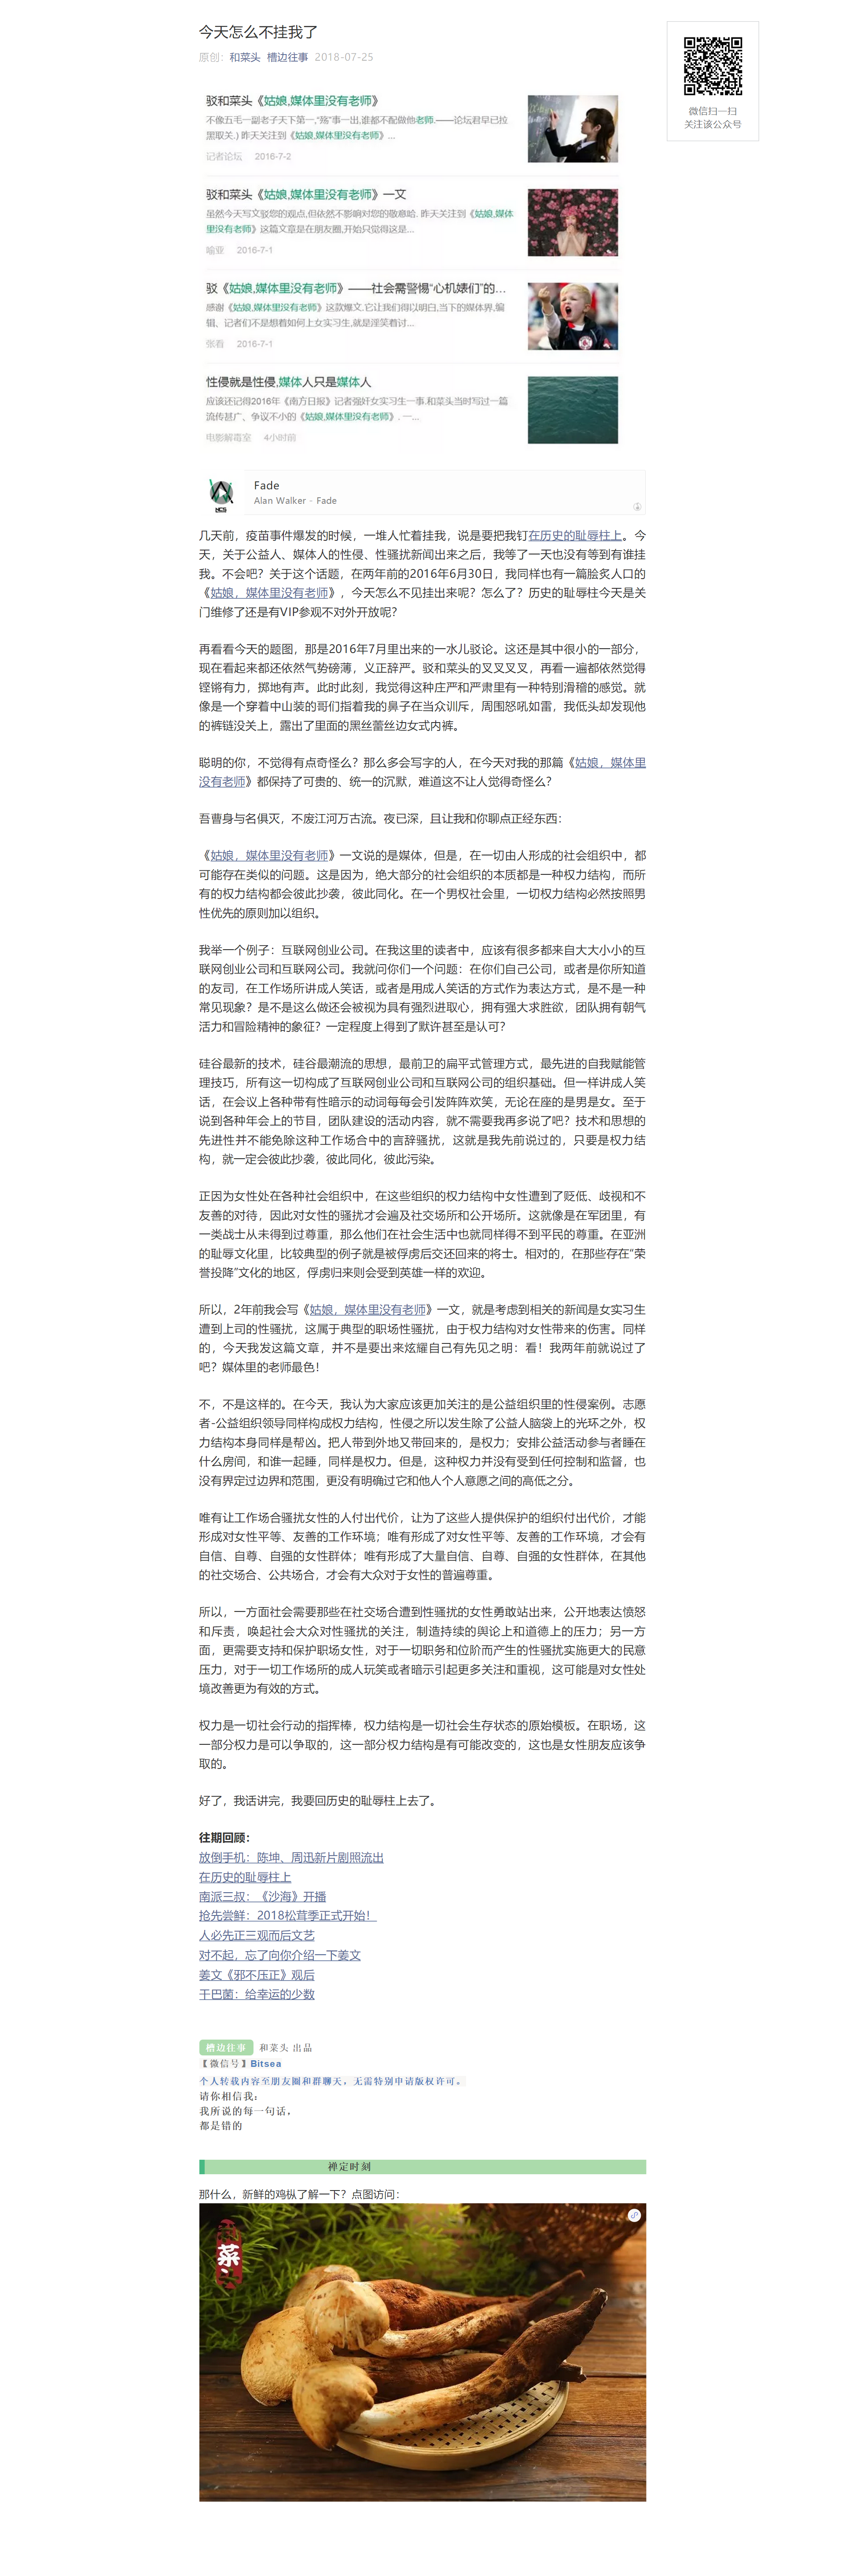 今天怎么不挂我了
原创： 和菜头 槽边往事 2018-07-25
微信扫一扫
关注该公众号
驳和菜头《姑娘,媒体里没有老师》
不像五毛一副老子天下第一,“殇”事一出,谁都不配做他老师.——论坛君早已拉
黑取关.) 昨天关注到《姑娘,媒体里没有老师》...
记者论坛 2016-7-2
驳和菜头《姑娘,媒体里没有老师》一文
虽然今天写文驳您的观点,但依然不影响对您的敬意哈. 昨天关注到《姑娘,媒体
里没有老师》这篇文章是在朋友圈,开始只觉得这是...
喻亚 2016-7-1
驳《姑娘,媒体里没有老师》——社会需警惕“心机婊们”的...
感谢《姑娘,媒体里没有老师》这款爆文.它让我们得以明白,当下的媒体界,编
辑、记者们不是想着如何上女实习生,就是淫笑着讨...
张看 2016-7-1
性侵就是性侵,媒体人只是媒体人
应该还记得2016年《南方日报》记者强奸女实习生一事.和菜头当时写过一篇
流传甚广、争议不小的《姑娘,媒体里没有老师》. 一...
电影解毒室 4小时前
Fade
Alan Walker - Fade
几天前，疫苗事件爆发的时候，一堆人忙着挂我，说是要把我钉在历史的耻辱柱上。今
天，关于公益人、媒体人的性侵、性骚扰新闻出来之后，我等了一天也没有等到有谁挂
我。不会吧？关于这个话题，在两年前的2016年6月30日，我同样也有一篇脍炙人口的
《姑娘，媒体里没有老师》，今天怎么不见挂出来呢？怎么了？历史的耻辱柱今天是关
门维修了还是有VIP参观不对外开放呢？
再看看今天的题图，那是2016年7月里出来的一水儿驳论。这还是其中很小的一部分，
现在看起来都还依然气势磅薄，义正辞严。驳和菜头的叉叉叉叉，再看一遍都依然觉得
铿锵有力，掷地有声。此时此刻，我觉得这种庄严和严肃里有一种特别滑稽的感觉。就
像是一个穿着中山装的哥们指着我的鼻子在当众训斥，周围怒吼如雷，我低头却发现他
的裤链没关上，露出了里面的黑丝蕾丝边女式内裤。
聪明的你，不觉得有点奇怪么？那么多会写字的人，在今天对我的那篇《姑娘，媒体里
没有老师》都保持了可贵的、统一的沉默，难道这不让人觉得奇怪么？
吾曹身与名俱灭，不废江河万古流。夜已深，且让我和你聊点正经东西：
《姑娘，媒体里没有老师》一文说的是媒体，但是，在一切由人形成的社会组织中，都
可能存在类似的问题。这是因为，绝大部分的社会组织的本质都是一种权力结构，而所
有的权力结构都会彼此抄袭，彼此同化。在一个男权社会里，一切权力结构必然按照男
性优先的原则加以组织。
我举一个例子：互联网创业公司。在我这里的读者中，应该有很多都来自大大小小的互
联网创业公司和互联网公司。我就问你们一个问题：在你们自己公司，或者是你所知道
的友司，在工作场所讲成人笑话，或者是用成人笑话的方式作为表达方式，是不是一种
常见现象？是不是这么做还会被视为具有强烈进取心，拥有强大求胜欲，团队拥有朝气
活力和冒险精神的象征？一定程度上得到了默许甚至是认可？
硅谷最新的技术，硅谷最潮流的思想，最前卫的扁平式管理方式，最先进的自我赋能管
理技巧，所有这一切构成了互联网创业公司和互联网公司的组织基础。但一样讲成人笑
话，在会议上各种带有性暗示的动词每每会引发阵阵欢笑，无论在座的是男是女。至于
说到各种年会上的节目，团队建设的活动内容，就不需要我再多说了吧？技术和思想的
先进性并不能免除这种工作场合中的言辞骚扰，这就是我先前说过的，只要是权力结
构，就一定会彼此抄袭，彼此同化，彼此污染。
正因为女性处在各种社会组织中，在这些组织的权力结构中女性遭到了贬低、歧视和不
友善的对待，因此对女性的骚扰才会遍及社交场所和公开场所。这就像是在军团里，有
一类战士从未得到过尊重，那么他们在社会生活中也就同样得不到平民的尊重。在亚洲
的耻辱文化里，比较典型的例子就是被俘虏后交还回来的将士。相对的，在那些存在“荣
誉投降”文化的地区，俘虏归来则会受到英雄一样的欢迎。
所以，2年前我会写《姑娘，媒体里没有老师》一文，就是考虑到相关的新闻是女实习生
遭到上司的性骚扰，这属于典型的职场性骚扰，由于权力结构对女性带来的伤害。同样
的，今天我发这篇文章，并不是要出来炫耀自己有先见之明：看！我两年前就说过了
吧？媒体里的老师最色！
不，不是这样的。在今天，我认为大家应该更加关注的是公益组织里的性侵案例。志愿
者-公益组织领导同样构成权力结构，性侵之所以发生除了公益人脑袋上的光环之外，权
力结构本身同样是帮凶。把人带到外地又带回来的，是权力；安排公益活动参与者睡在
什么房间，和谁一起睡，同样是权力。但是，这种权力并没有受到任何控制和监督，也
没有界定过边界和范围，更没有明确过它和他人个人意愿之间的高低之分。
唯有让工作场合骚扰女性的人付出代价，让为了这些人提供保护的组织付出代价，才能
形成对女性平等、友善的工作环境；唯有形成了对女性平等、友善的工作环境，才会有
自信、自尊、自强的女性群体；唯有形成了大量自信、自尊、自强的女性群体，在其他
的社交场合、公共场合，才会有大众对于女性的普遍尊重。
所以，一方面社会需要那些在社交场合遭到性骚扰的女性勇敢站出来，公开地表达愤怒
和斥责，唤起社会大众对性骚扰的关注，制造持续的舆论上和道德上的压力；另一方
面，更需要支持和保护职场女性，对于一切职务和位阶而产生的性骚扰实施更大的民意
压力，对于一切工作场所的成人玩笑或者暗示引起更多关注和重视，这可能是对女性处
境改善更为有效的方式。
权力是一切社会行动的指挥棒，权力结构是一切社会生存状态的原始模板。在职场，这
一部分权力是可以争取的，这一部分权力结构是有可能改变的，这也是女性朋友应该争
取的。
好了，我话讲完，我要回历史的耻辱柱上去了。
往期回顾：
放倒手机：陈坤、周迅新片剧照流出
在历史的耻辱柱上
南派三叔：《沙海》开播
抢先尝鲜：2018松茸季正式开始！
人必先正三观而后文艺
对不起，忘了向你介绍一下姜文
姜文《邪不压正》观后
干巴菌：给幸运的少数
槽边往事 和菜头 出品
【微信号】Bitsea
个人转载内容至朋友圈和群聊天，无需特别申请版权许可。
请你相信我：
我所说的每一句话，
都是错的
禅定时刻
那什么，新鲜的鸡枞了解一下？点图访问：
菜